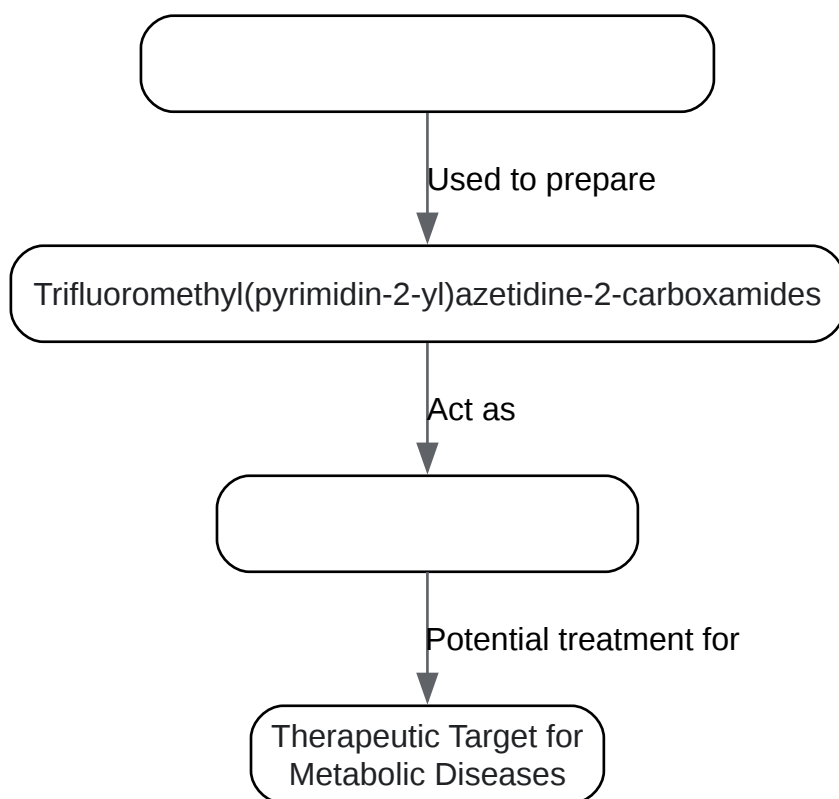 Used to prepare
Trifluoromethyl(pyrimidin-2-yl)azetidine-2-carboxamides
Act as
Potential treatment for
Therapeutic Target for
Metabolic Diseases